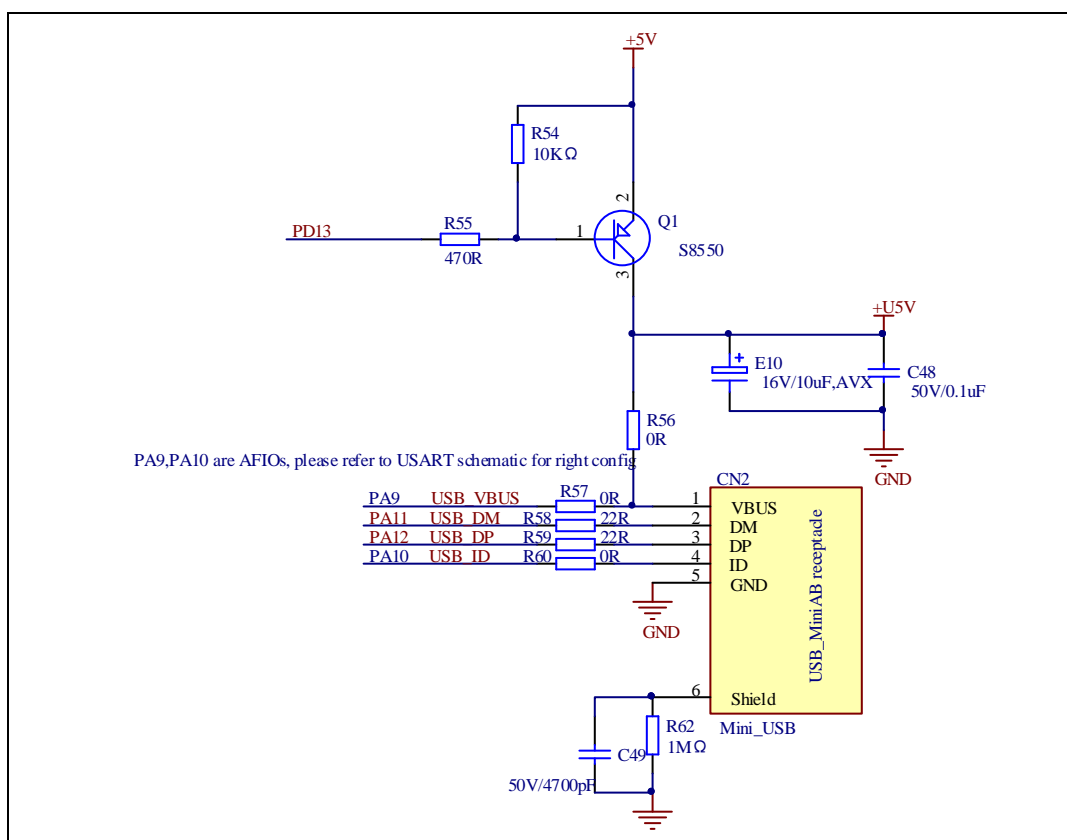 +5V
R54
10KΩ
2
Q1
PD13
R55
1
470R
S8550
3
+U5V
E10
16V/10uF,AVX
C48
50V/0.1uF
R56
0R
PA9,PA10 are AFIOs, please refer to USART schematic for right config
GND
CN2
PA9 USB_VBUS R57 0R 1 VBUS
PA11 USB_DM R58 22R 2 DM
PA12 USB_DP R59 22R 3 DP
PA10 USB_ID R60 0R 4 ID
5 GND
GND
USB_MiniAB receptacle
6 Shield
Mini_USB
R62
1MΩ
C49
50V/4700pF